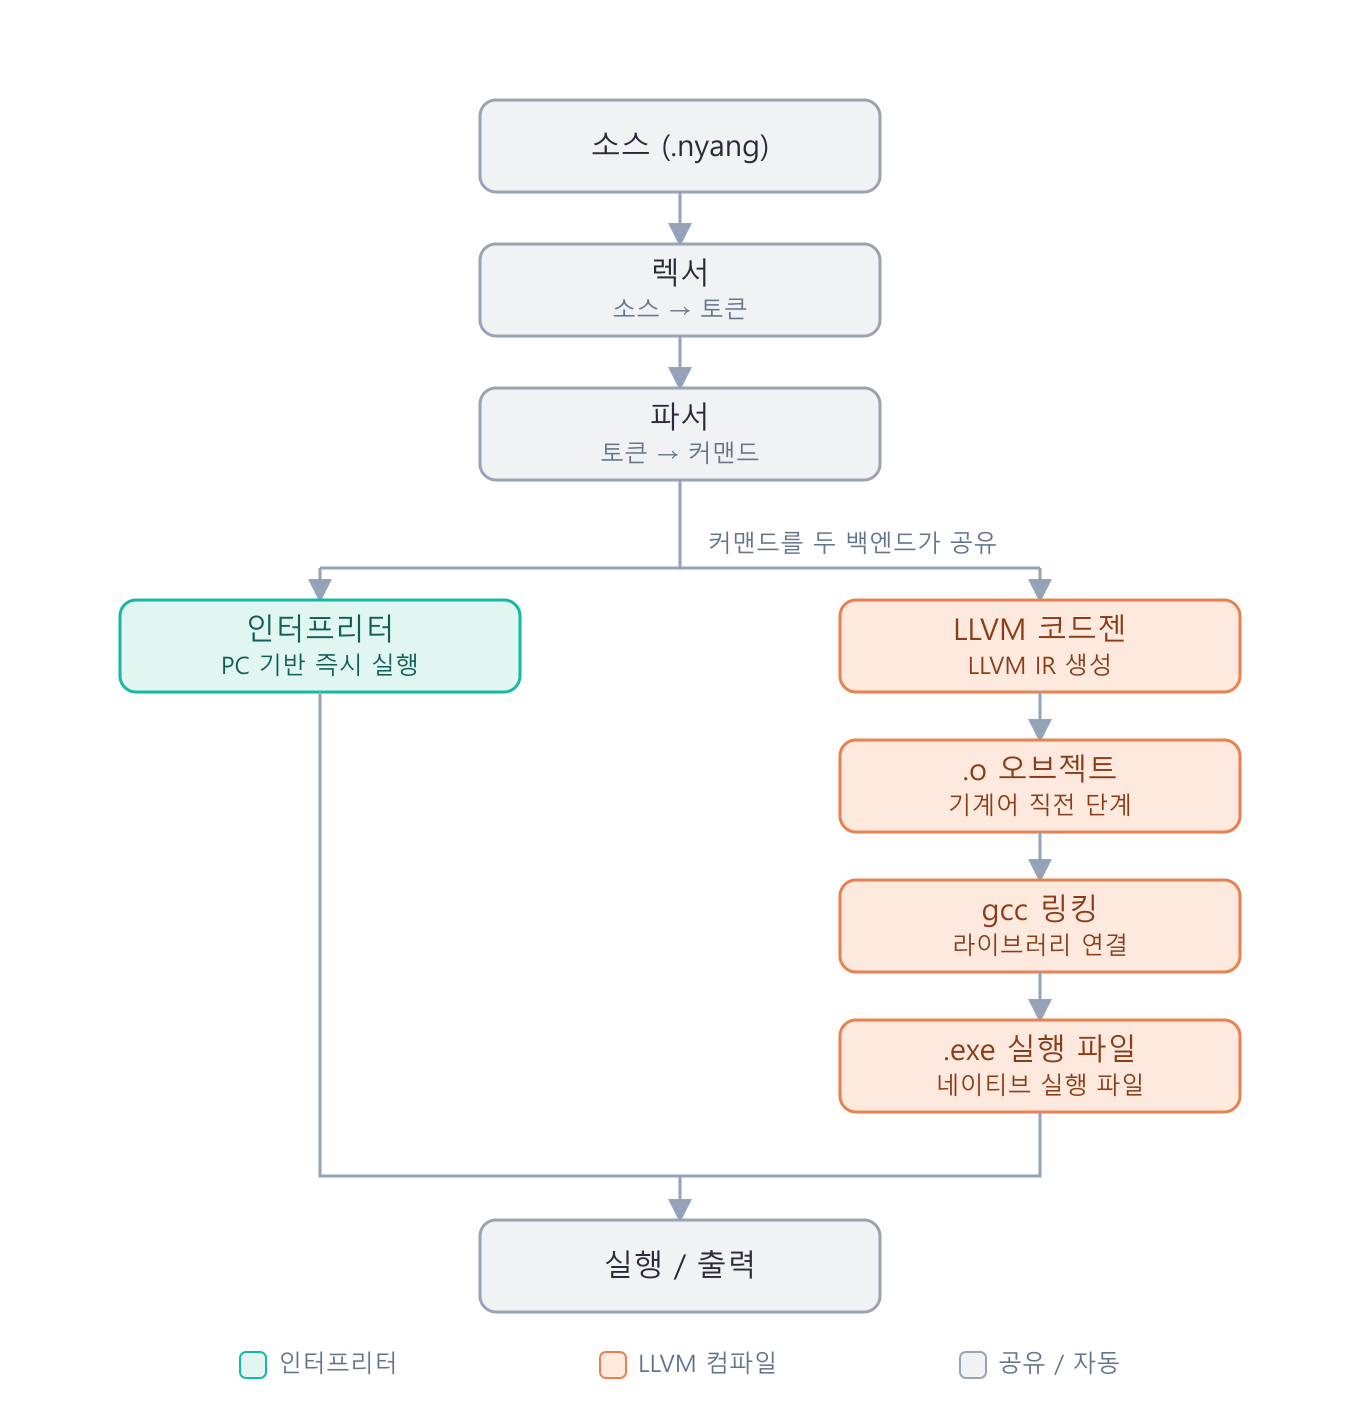 소스 (.nyang)
렉서
소스 → 토큰
파서
토큰 → 커맨드
커맨드를 두 백엔드가 공유
인터프리터
PC 기반 즉시 실행
LLVM 코드젠
LLVM IR 생성
.o 오브젝트
기계어 직전 단계
gcc 링킹
라이브러리 연결
.exe 실행 파일
네이티브 실행 파일
실행 / 출력
인터프리터
LLVM 컴파일
공유 / 자동